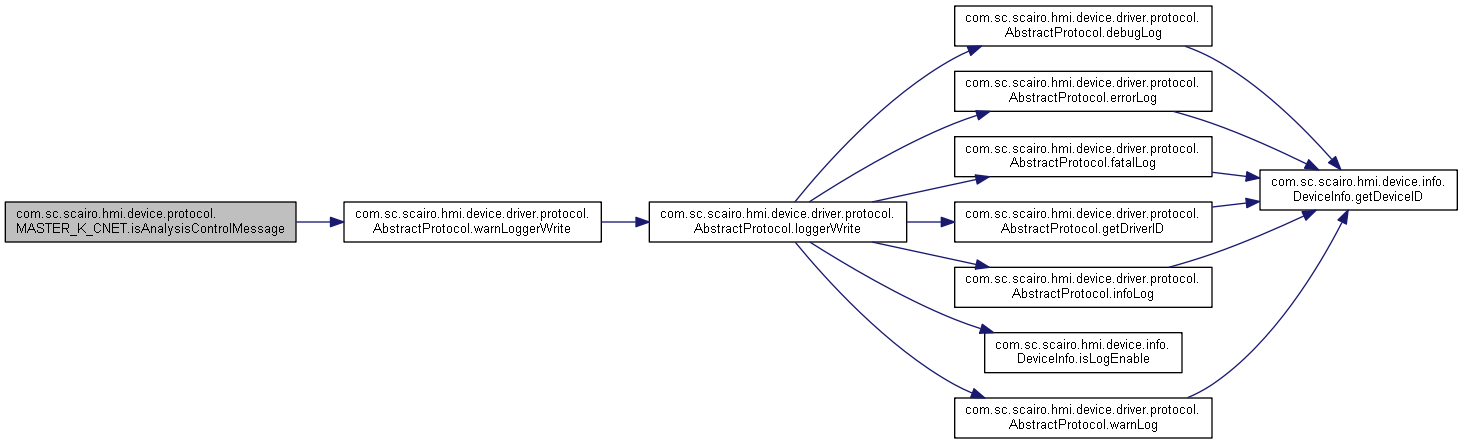 com.sc.scairo.hmi.device.protocol.
MASTER_K_CNET.isAnalysisControlMessage
com.sc.scairo.hmi.device.driver.protocol.
AbstractProtocol.warnLoggerWrite
com.sc.scairo.hmi.device.driver.protocol.
AbstractProtocol.loggerWrite
com.sc.scairo.hmi.device.driver.protocol.
AbstractProtocol.debugLog
com.sc.scairo.hmi.device.driver.protocol.
AbstractProtocol.errorLog
com.sc.scairo.hmi.device.driver.protocol.
AbstractProtocol.fatalLog
com.sc.scairo.hmi.device.driver.protocol.
AbstractProtocol.getDriverID
com.sc.scairo.hmi.device.driver.protocol.
AbstractProtocol.infoLog
com.sc.scairo.hmi.device.info.
DeviceInfo.isLogEnable
com.sc.scairo.hmi.device.driver.protocol.
AbstractProtocol.warnLog
com.sc.scairo.hmi.device.info.
DeviceInfo.getDeviceID